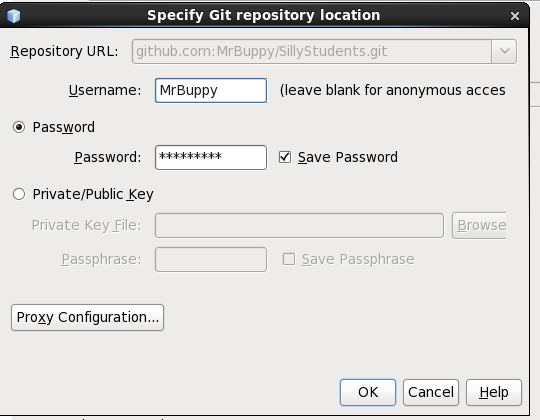 Specify Git repository location
Repository URL: github.com:MrBuppy/SillyStudents.git
Username: MrBuppy (leave blank for anonymous acces
Password
Password: ********* Save Password
Private/Public Key
Private Key File: Browse
Passphrase: Save Passphrase
Proxy Configuration...
OK Cancel Help